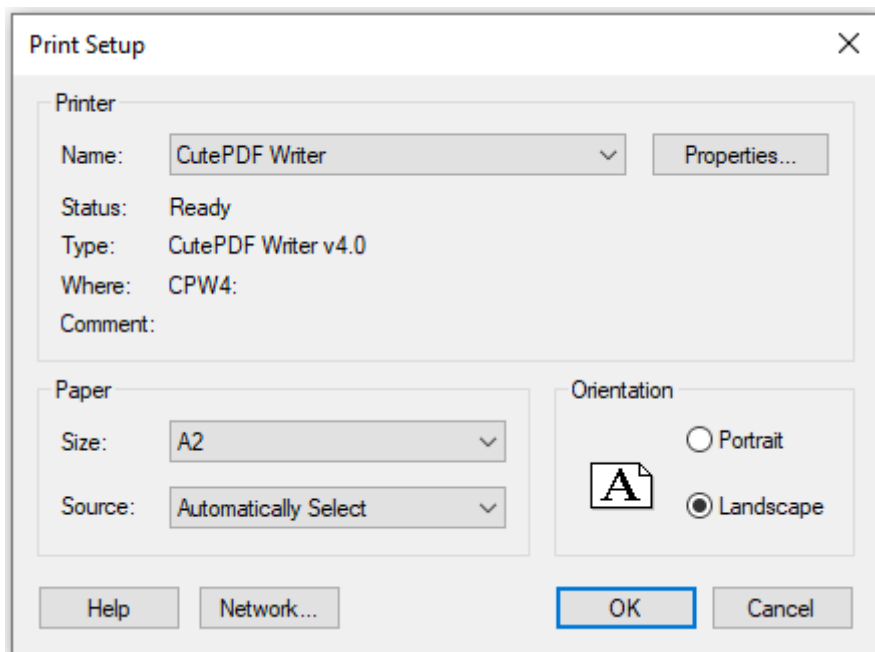 Print Setup
Printer
Name: CutePDF Writer Properties...
Status: Ready
Type: CutePDF Writer v4.0
Where: CPW4:
Comment:
Paper
Size: A2
Source: Automatically Select
Orientation
Portrait
A
Landscape
Help Network... OK Cancel